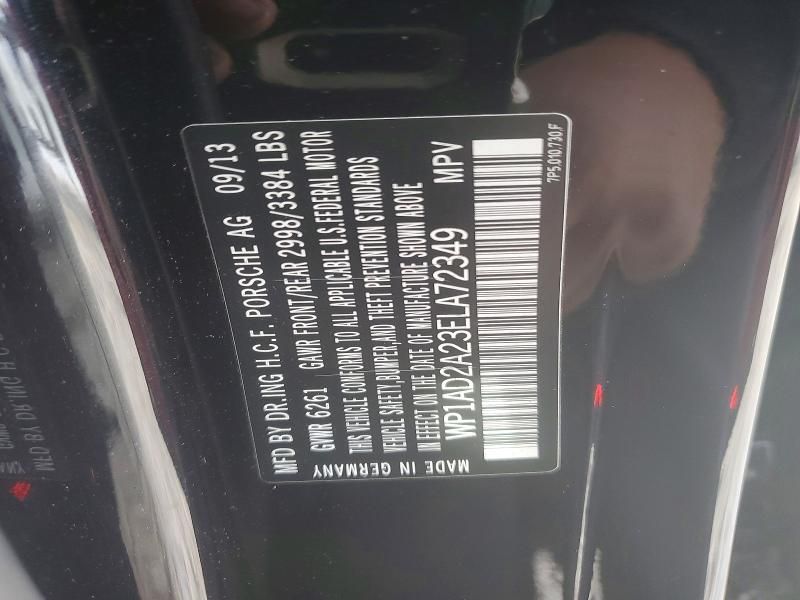 MFD BY DR.ING H.C.F. PORSCHE AG 09/13
GVWR 6261 GAWR FRONT/REAR 2998/3384 LBS
THIS VEHICLE CONFORMS TO ALL APPLICABLE U.S.FEDERAL MOTOR
VEHICLE SAFETY,BUMPER,AND THEFT PREVENTION STANDARDS
IN EFFECT ON THE DATE OF MANUFACTURE SHOWN ABOVE
WP1AD2A23ELA72349 MPV
MADE IN GERMANY
7P5.010.730.F